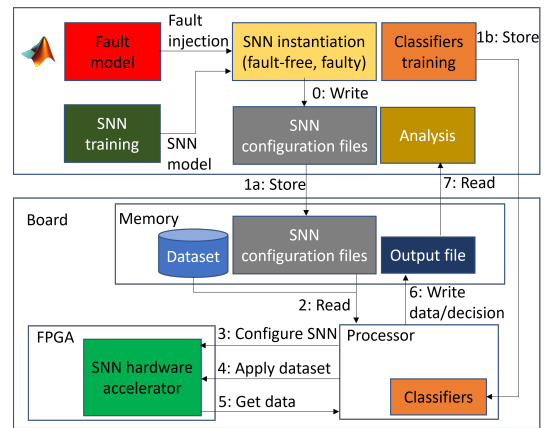 Fault
injection
1b: Store
Fault
model
SNN instantiation
(fault-free, faulty)
Classifiers
training
0: Write
SNN
training
SNN
model
SNN
configuration files
Analysis
1a: Store
7: Read
Board
Memory
Dataset
SNN
configuration files
Output file
2: Read
6: Write
data/decision
FPGA
3: Configure SNN
Processor
SNN hardware
accelerator
4: Apply dataset
5: Get data
Classifiers